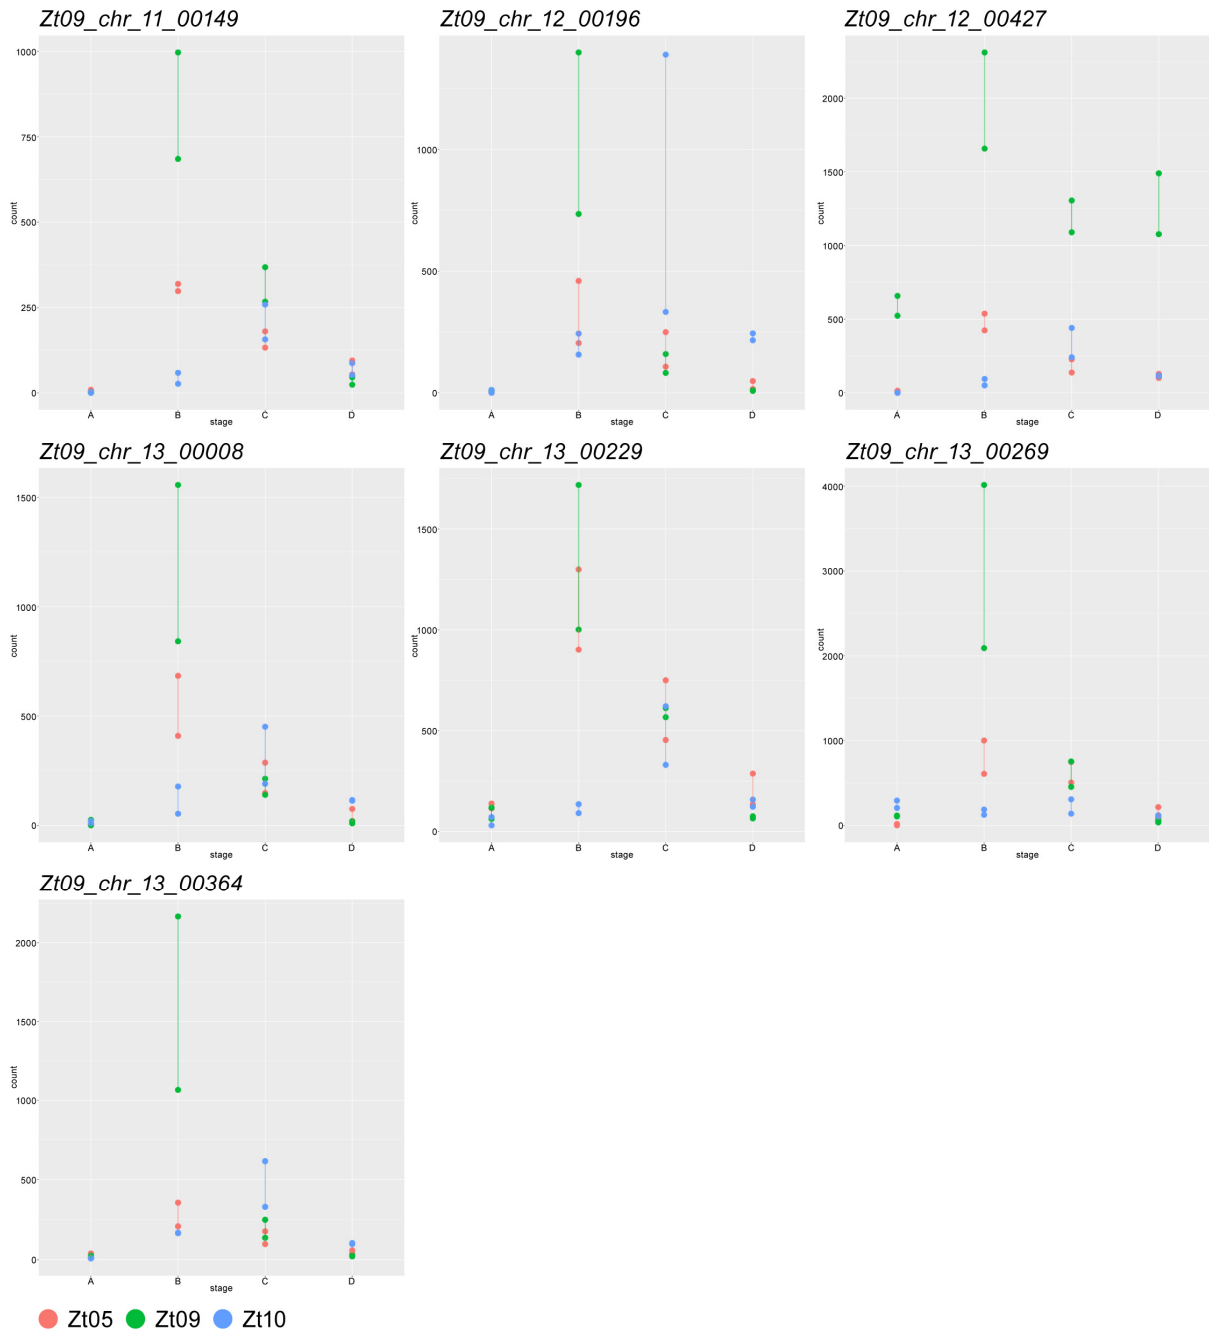 Zt09_chr_11_00149 Zt09_chr_12_00196 Zt09_chr_12_00427
1000
750
500
250
0
count
A B C D
stage
1000
500
0
count
A B C D
stage
2000
1500
1000
500
0
count
A B C D
stage
Zt09_chr_13_00008 Zt09_chr_13_00229 Zt09_chr_13_00269
1500
1000
500
0
count
A B C D
stage
1500
1000
500
0
count
A B C D
stage
4000
3000
2000
1000
0
count
A B C D
stage
Zt09_chr_13_00364
2000
1500
1000
500
0
count
A B C D
stage
Zt05 Zt09 Zt10